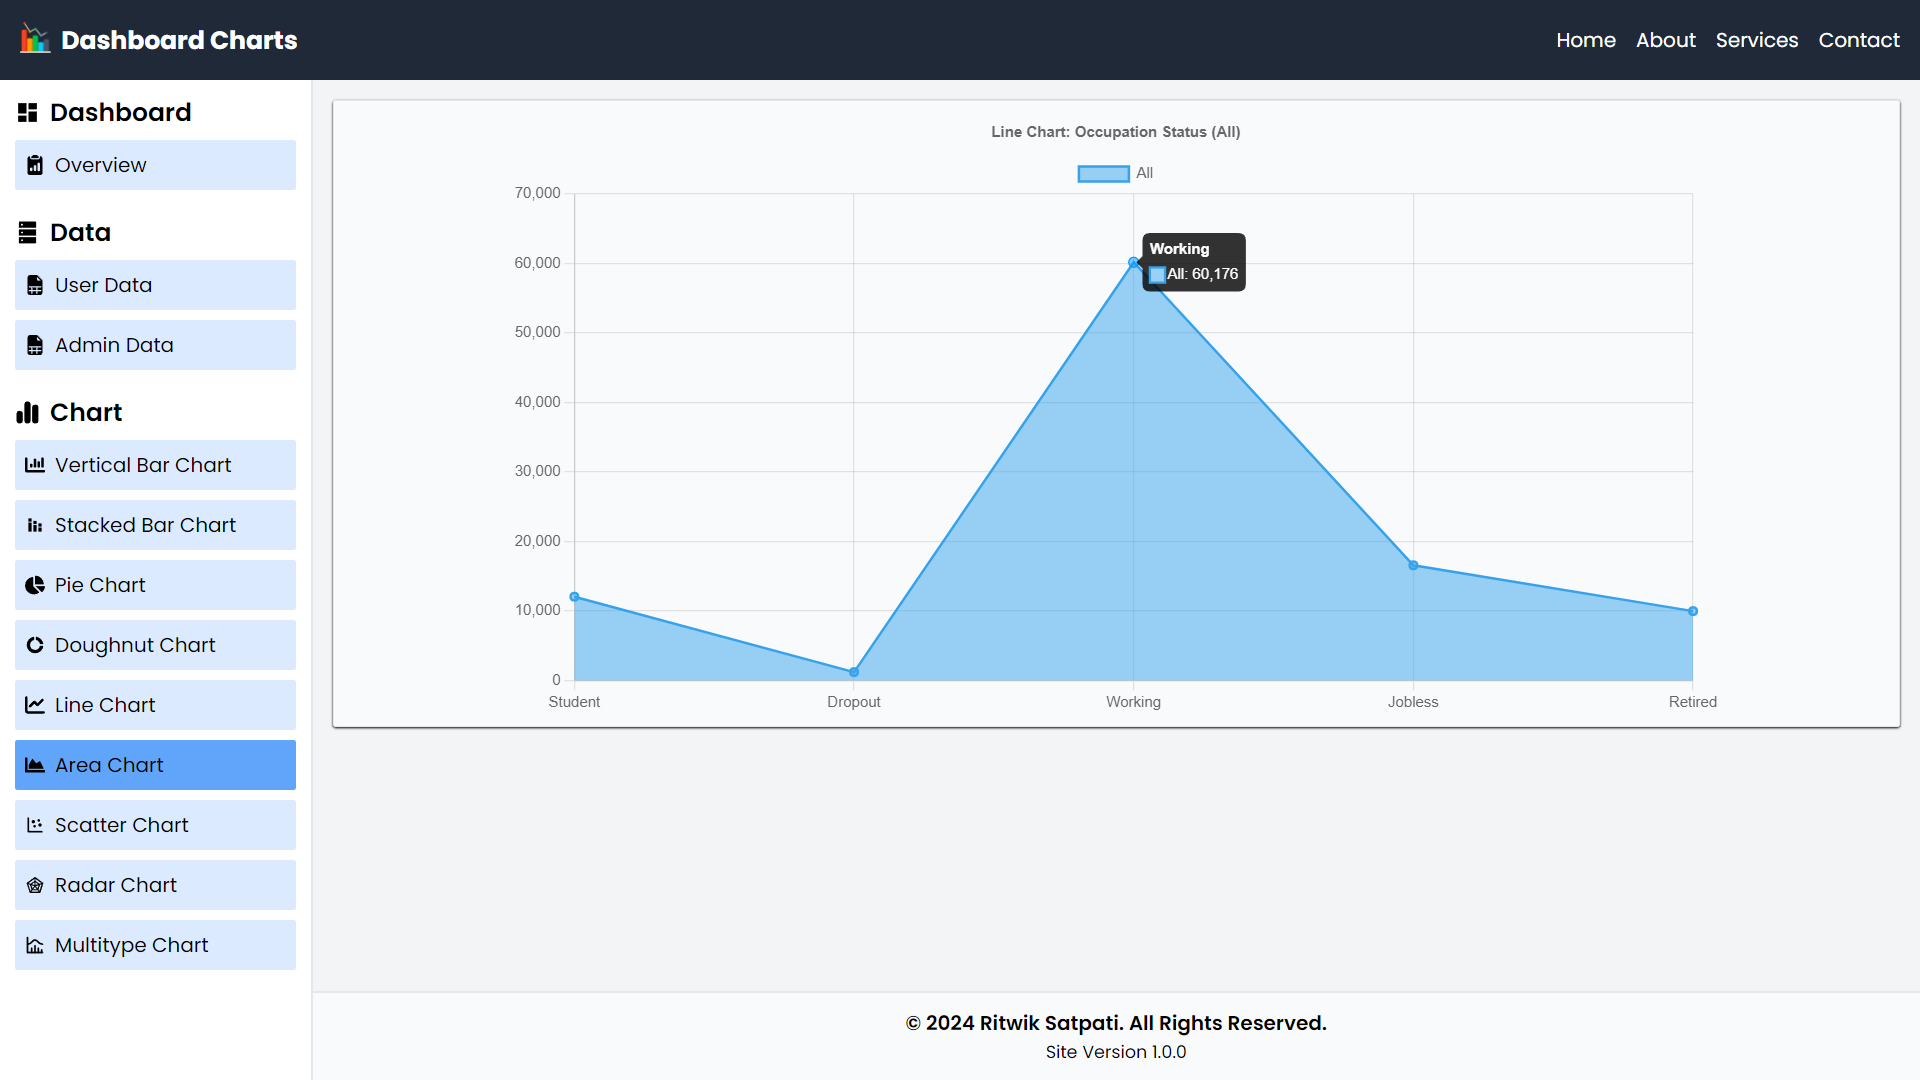 Dashboard Charts
Home About Services Contact
Dashboard
Overview
Data
User Data
Admin Data
Chart
Vertical Bar Chart
Stacked Bar Chart
Pie Chart
Doughnut Chart
Line Chart
Area Chart
Scatter Chart
Radar Chart
Multitype Chart
Line Chart: Occupation Status (All)
All
70,000
60,000
50,000
40,000
30,000
20,000
10,000
0
Working
All: 60,176
Student Dropout Working Jobless Retired
© 2024 Ritwik Satpati. All Rights Reserved.
Site Version 1.0.0